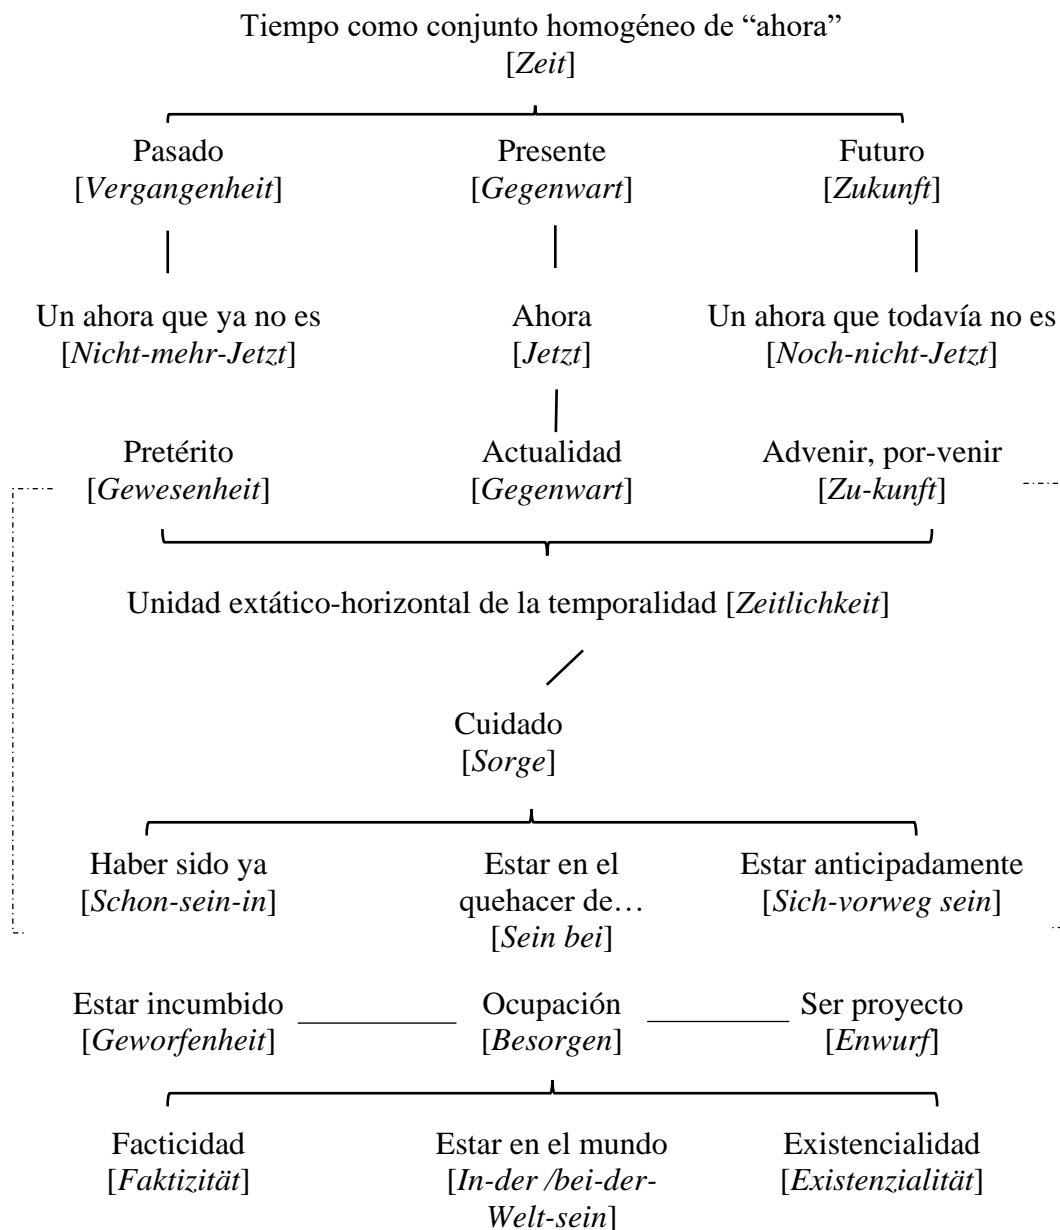 Tiempo como conjunto homogéneo de “ahora”
[Zeit]
Pasado
[Vergangenheit]
Presente
[Gegenwart]
Futuro
[Zukunft]
Un ahora que ya no es
[Nicht-mehr-Jetzt]
Ahora
[Jetzt]
Un ahora que todavía no es
[Noch-nicht-Jetzt]
Pretérito
[Gewesenheit]
Actualidad
[Gegenwart]
Advenir, por-venir
[Zu-kunft]
Unidad extático-horizontal de la temporalidad [Zeitlichkeit]
Cuidado
[Sorge]
Haber sido ya
[Schon-sein-in]
Estar en el
quehacer de…
[Sein bei]
Estar anticipadamente
[Sich-vorweg sein]
Estar incumbido
[Geworfenheit]
Ocupación
[Besorgen]
Ser proyecto
[Enwurf]
Facticidad
[Faktizität]
Estar en el mundo
[In-der /bei-der-
Welt-sein]
Existencialidad
[Existenzialität]